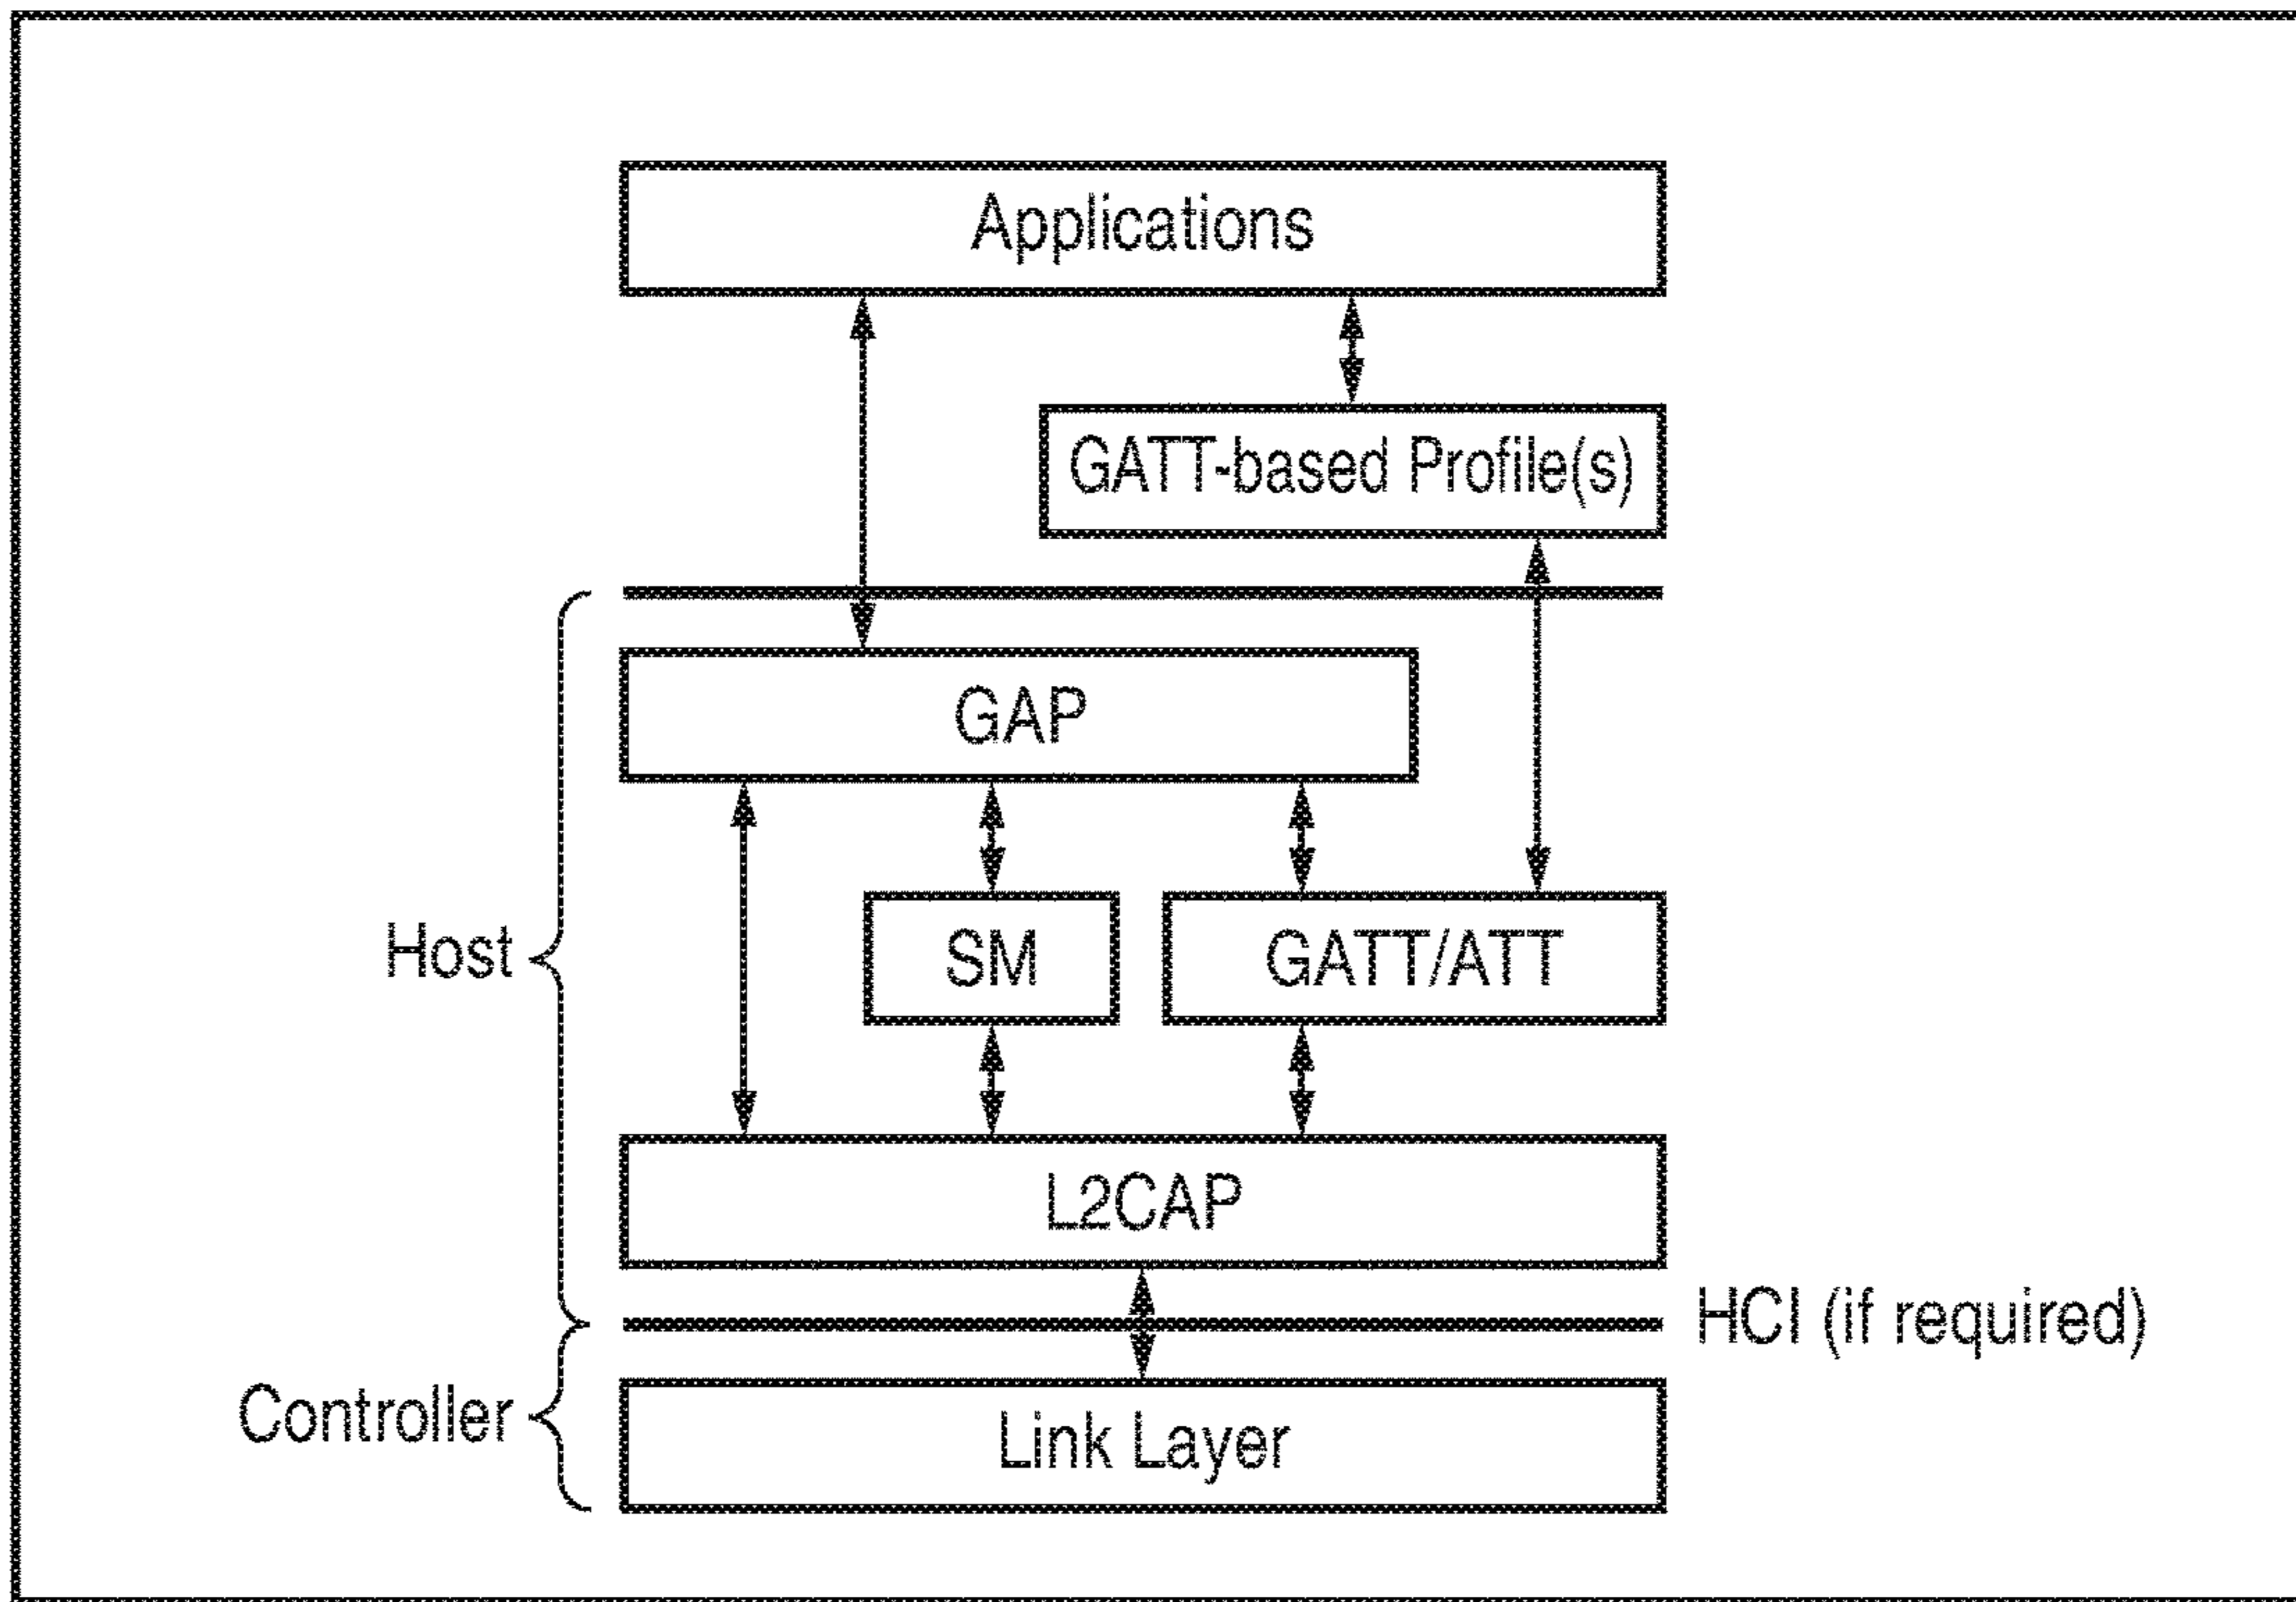 Applications
GATT-based Profile(s)
GAP
Host
SM
GATT/ATT
L2CAP
HCI (if required)
Controller
Link Layer